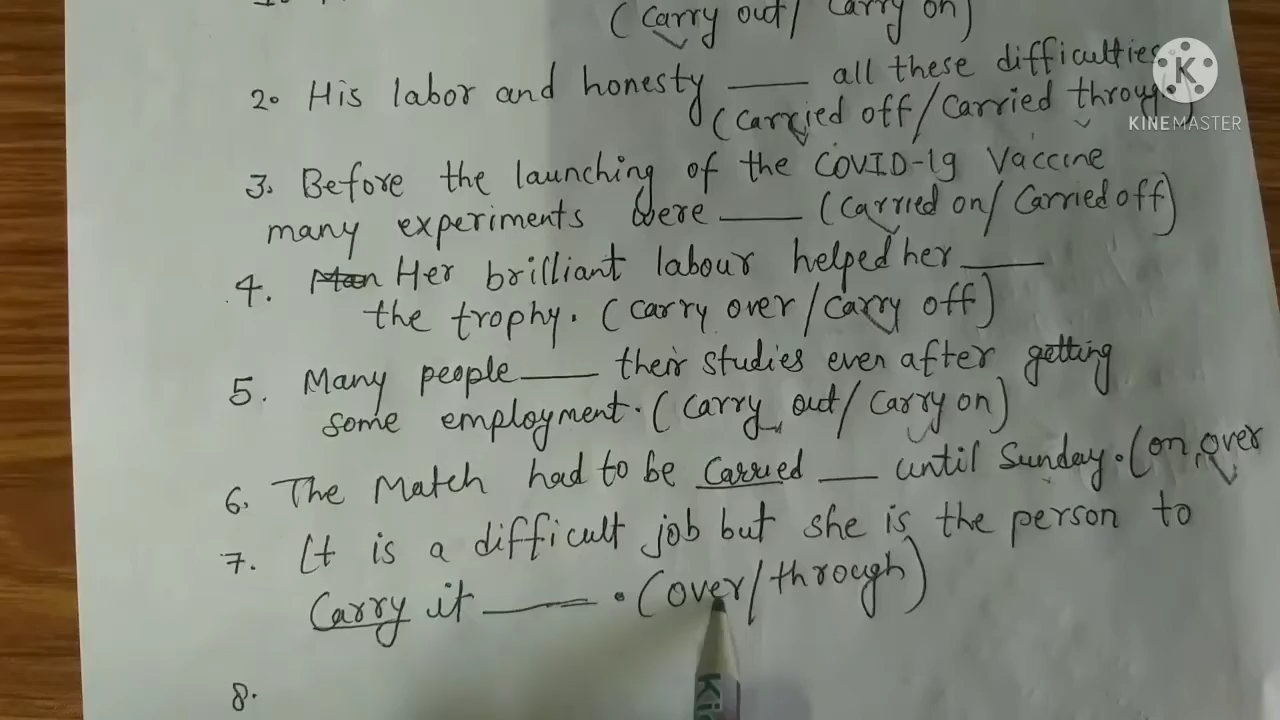 (Carry out/ Carry on)
2. His labor and honesty ___ all these difficulties
(Carried off/Carried through)
KINEMASTER
3. Before the launching of the COVID-19 Vaccine
many experiments were ___ (Carried on/ Carried off)
4. Her brilliant labour helped her ___
the trophy. (Carry over/Carry off)
5. Many people ___ their studies even after getting
some employment. (Carry out/ Carry on)
6. The Match had to be Carried ___ until Sunday. (on, over
7. It is a difficult job but she is the person to
Carry it ___. (over/through)
8.
Ki